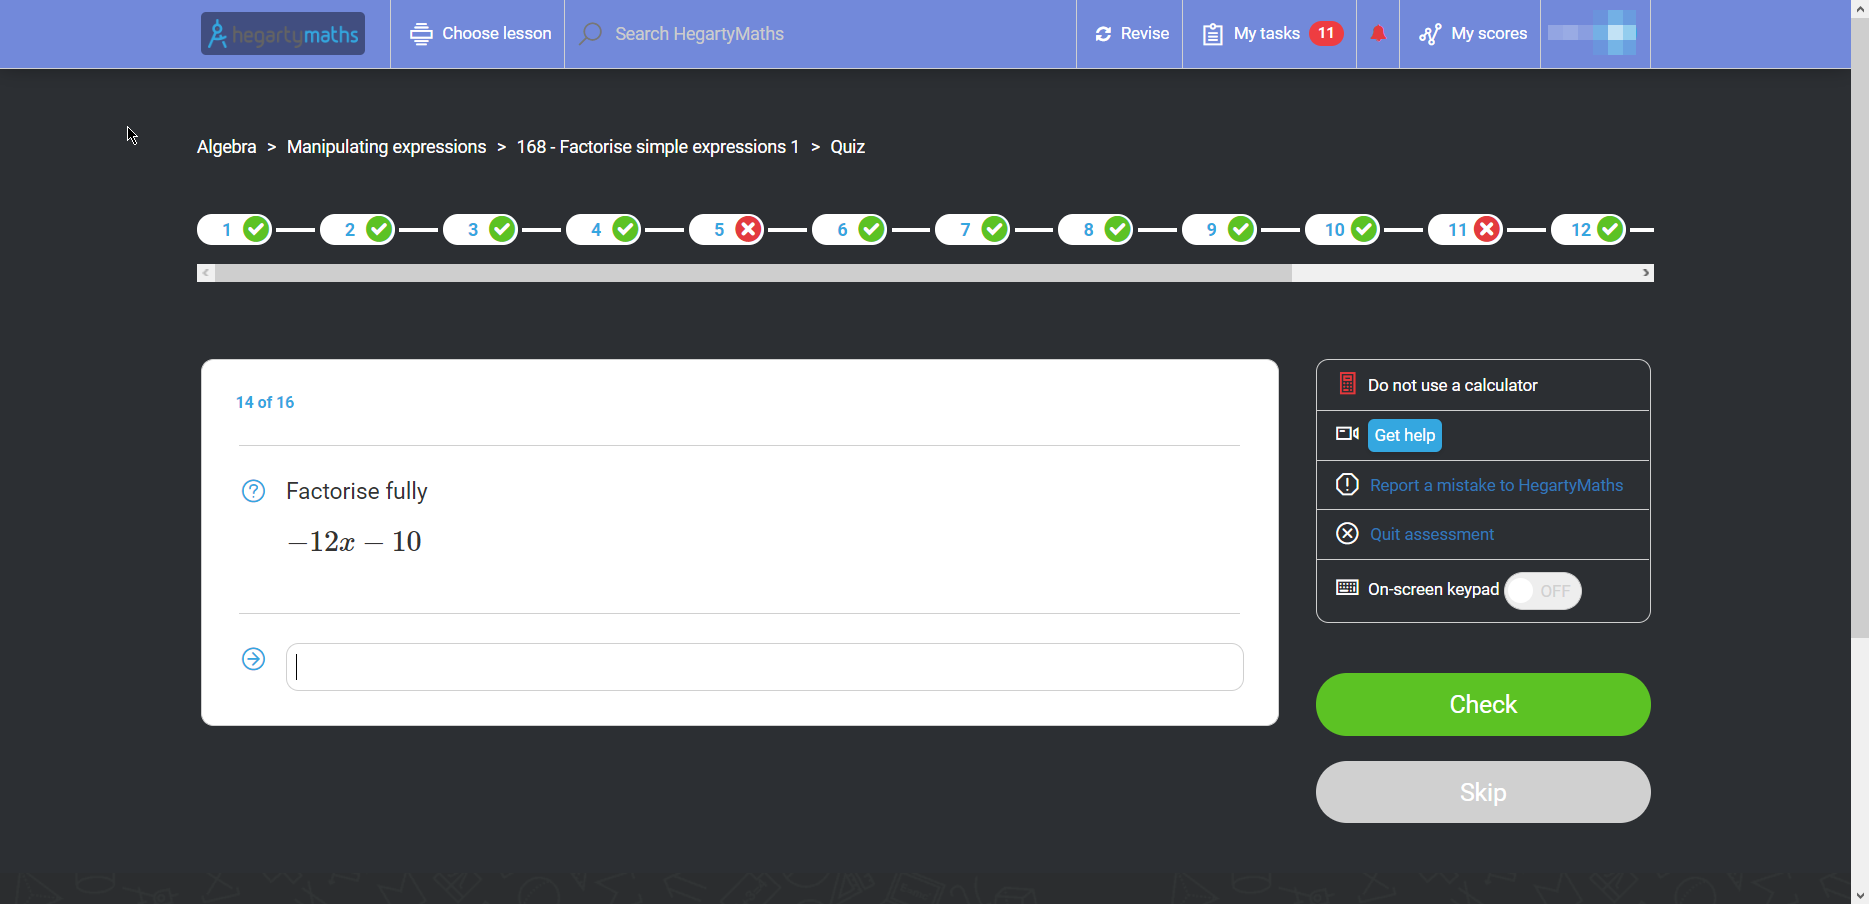 hegartymaths
Choose lesson
Search HegartyMaths
Revise
My tasks 11
My scores
Algebra > Manipulating expressions > 168 - Factorise simple expressions 1 > Quiz
1 2 3 4 5 6 7 8 9 10 11 12
14 of 16
Factorise fully
−12x − 10
Do not use a calculator
Get help
Report a mistake to HegartyMaths
Quit assessment
On-screen keypad OFF
Check
Skip